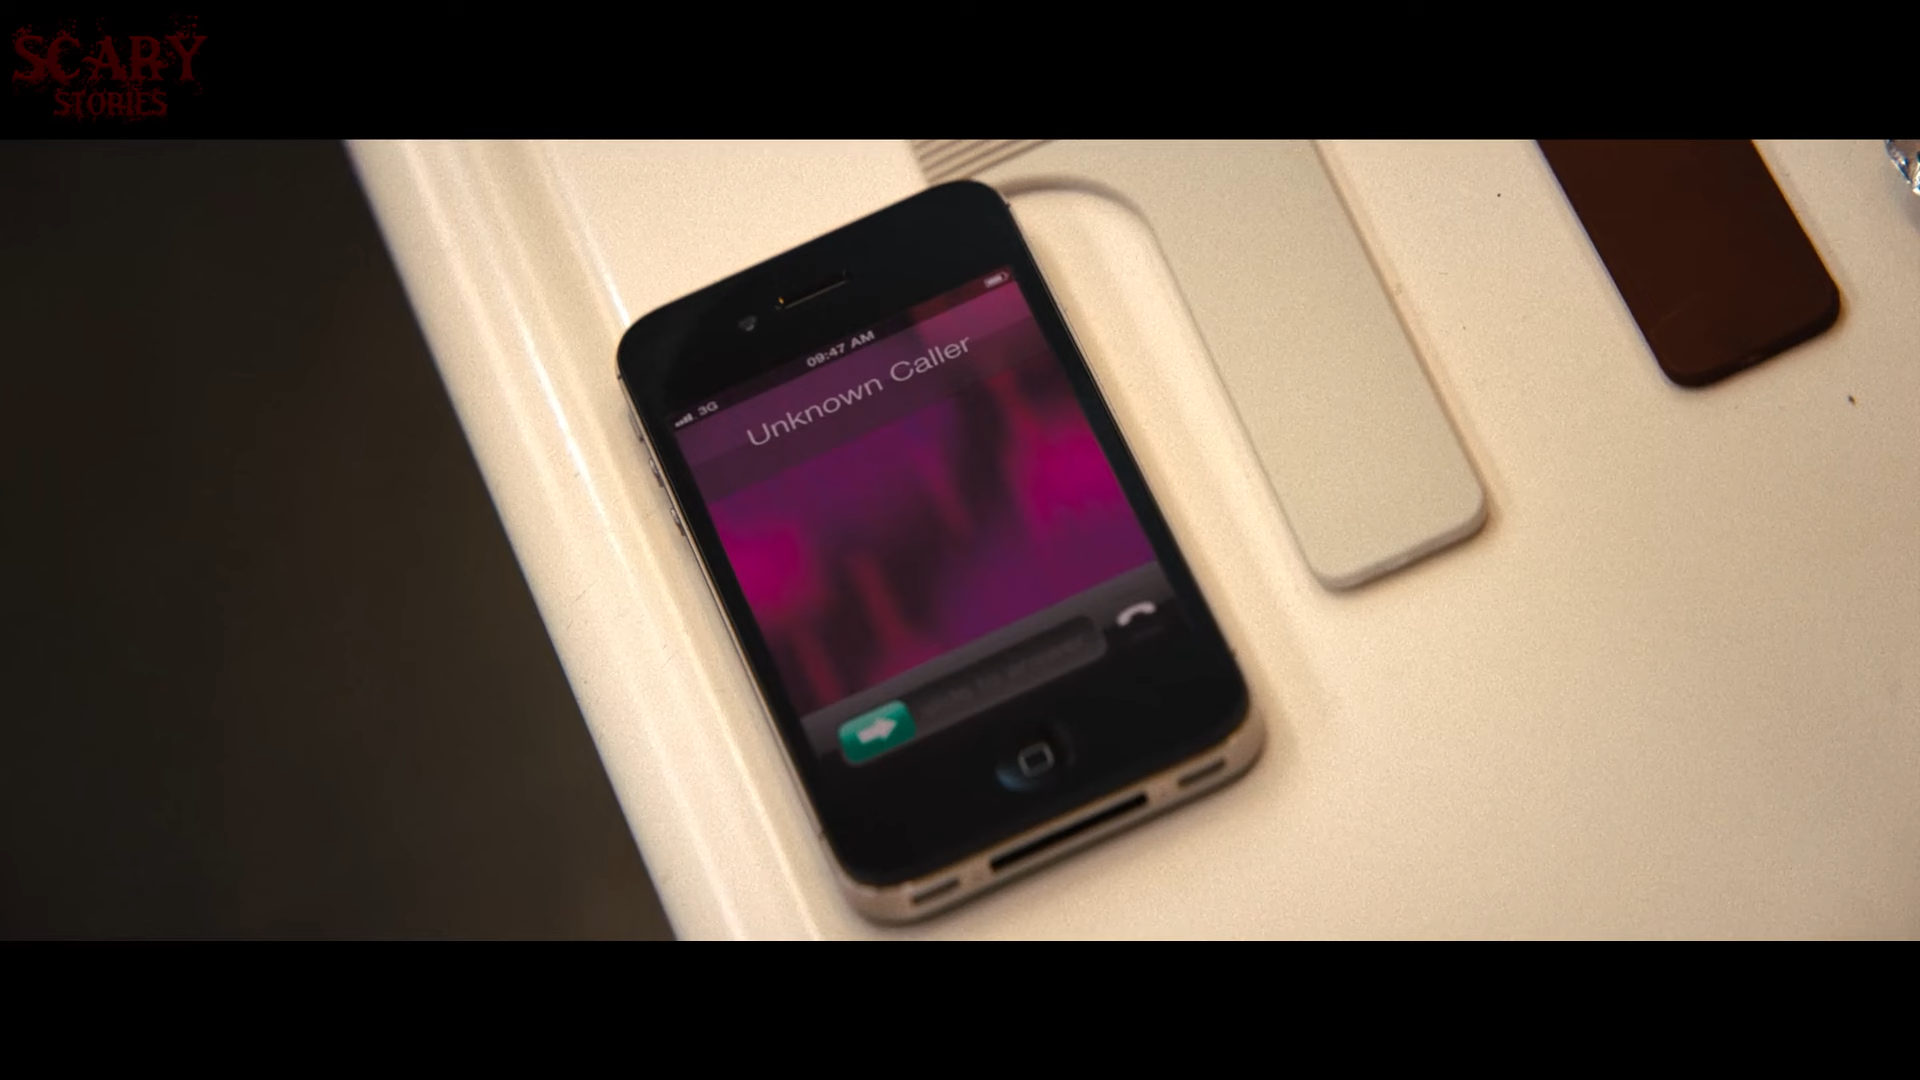 SCARY
STORIES
09:47 AM
3G
Unknown Caller